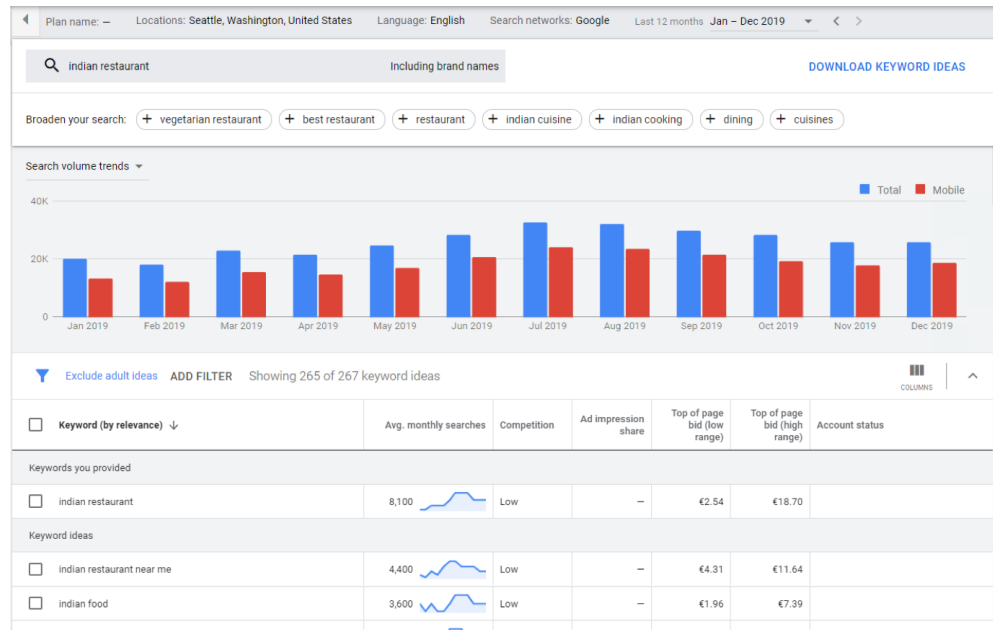 Plan name: — Locations: Seattle, Washington, United States Language: English Search networks: Google Last 12 months Jan – Dec 2019
indian restaurant Including brand names DOWNLOAD KEYWORD IDEAS
Broaden your search: + vegetarian restaurant + best restaurant + restaurant + indian cuisine + indian cooking + dining + cuisines
Search volume trends
Total Mobile
40K
20K
0
Jan 2019 Feb 2019 Mar 2019 Apr 2019 May 2019 Jun 2019 Jul 2019 Aug 2019 Sep 2019 Oct 2019 Nov 2019 Dec 2019
Exclude adult ideas ADD FILTER Showing 265 of 267 keyword ideas
COLUMNS
Keyword (by relevance) Avg. monthly searches Competition Ad impression share Top of page bid (low range) Top of page bid (high range) Account status
Keywords you provided
indian restaurant 8,100 Low – €2.54 €18.70
Keyword ideas
indian restaurant near me 4,400 Low – €4.31 €11.64
indian food 3,600 Low – €1.96 €7.39